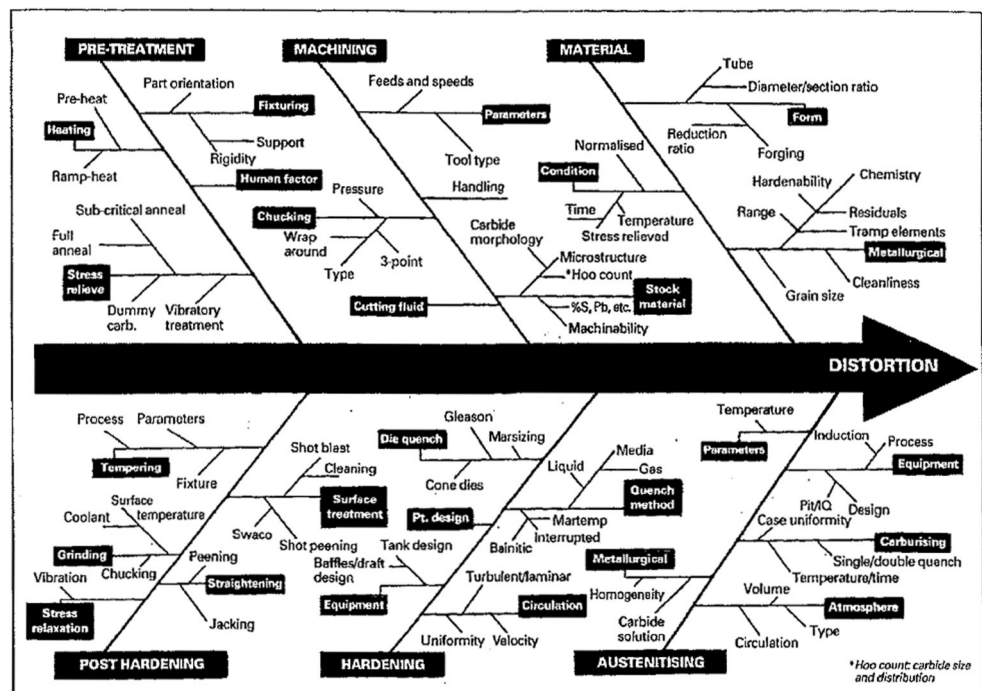 PRE-TREATMENT
Part orientation
Pre-heat
Fixturing
Heating
Support
Rigidity
Ramp-heat
Human factor
Sub-critical anneal
Full
anneal
Stress
relieve
Dummy
carb.
Vibratory
treatment
MACHINING
Feeds and speeds
Parameters
Tool type
Handling
Pressure
Chucking
Wrap
around
Type
3-point
Carbide
morphology
Microstructure
*Hoo count
Stock
material
%S, Pb, etc.
Machinability
Cutting fluid
MATERIAL
Tube
Diameter/section ratio
Form
Reduction
ratio
Forging
Normalised
Condition
Time
Temperature
Stress relieved
Chemistry
Hardenability
Range
Residuals
Tramp elements
Metallurgical
Cleanliness
Grain size
DISTORTION
Process
Parameters
Tempering
Fixture
Shot blast
Cleaning
Surface
treatment
Swaco
Shot peening
Surface
temperature
Coolant
Grinding
Chucking
Peening
Straightening
Vibration
Stress
relaxation
Jacking
POST HARDENING
Gleason
Die quench
Marsizing
Cone dies
Media
Liquid
Gas
Quench
method
Pt. design
Martemp
Interrupted
Bainitic
Tank design
Baffles/draft
design
Equipment
Turbulent/laminar
Circulation
Uniformity
Velocity
HARDENING
Temperature
Parameters
Induction
Process
Equipment
Pit/IQ
Design
Case uniformity
Carburising
Single/double quench
Temperature/time
Metallurgical
Homogeneity
Carbide
solution
Volume
Atmosphere
Type
Circulation
AUSTENITISING
*Hoo count: carbide size
and distribution